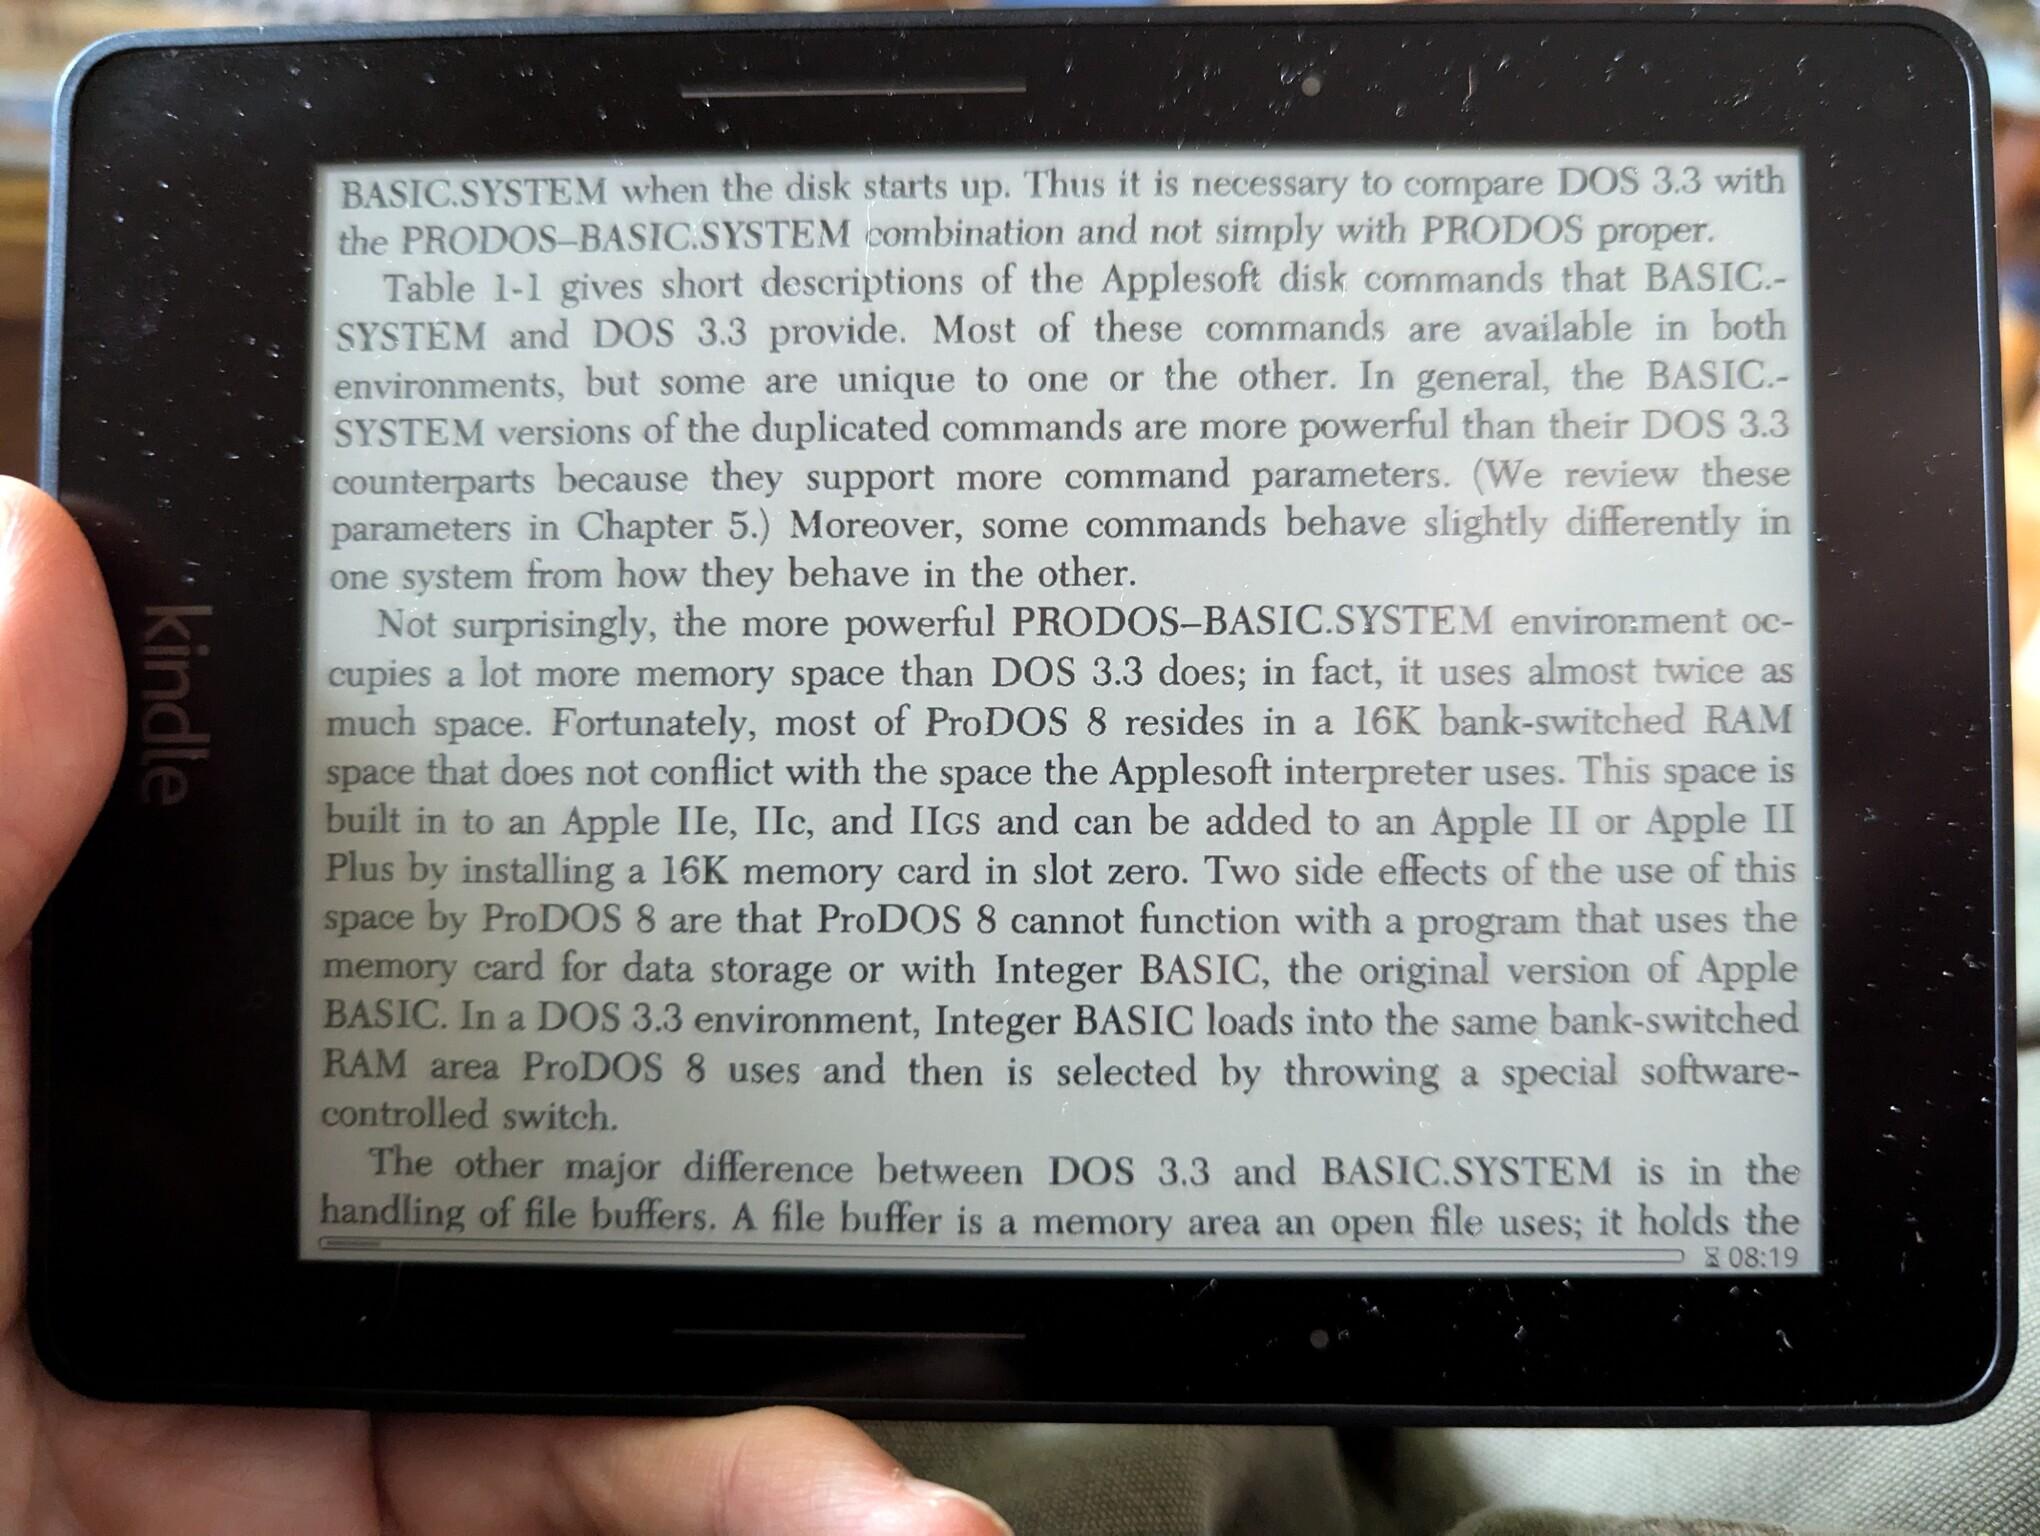 BASIC.SYSTEM when the disk starts up. Thus it is necessary to compare DOS 3.3 with
the PRODOS–BASIC.SYSTEM combination and not simply with PRODOS proper.
Table 1-1 gives short descriptions of the Applesoft disk commands that BASIC.-
SYSTEM and DOS 3.3 provide. Most of these commands are available in both
environments, but some are unique to one or the other. In general, the BASIC.-
SYSTEM versions of the duplicated commands are more powerful than their DOS 3.3
counterparts because they support more command parameters. (We review these
parameters in Chapter 5.) Moreover, some commands behave slightly differently in
one system from how they behave in the other.
Not surprisingly, the more powerful PRODOS–BASIC.SYSTEM environment oc-
cupies a lot more memory space than DOS 3.3 does; in fact, it uses almost twice as
much space. Fortunately, most of ProDOS 8 resides in a 16K bank-switched RAM
space that does not conflict with the space the Applesoft interpreter uses. This space is
built in to an Apple IIe, IIc, and IIGS and can be added to an Apple II or Apple II
Plus by installing a 16K memory card in slot zero. Two side effects of the use of this
space by ProDOS 8 are that ProDOS 8 cannot function with a program that uses the
memory card for data storage or with Integer BASIC, the original version of Apple
BASIC. In a DOS 3.3 environment, Integer BASIC loads into the same bank-switched
RAM area ProDOS 8 uses and then is selected by throwing a special software-
controlled switch.
The other major difference between DOS 3.3 and BASIC.SYSTEM is in the
handling of file buffers. A file buffer is a memory area an open file uses; it holds the
08:19
kindle